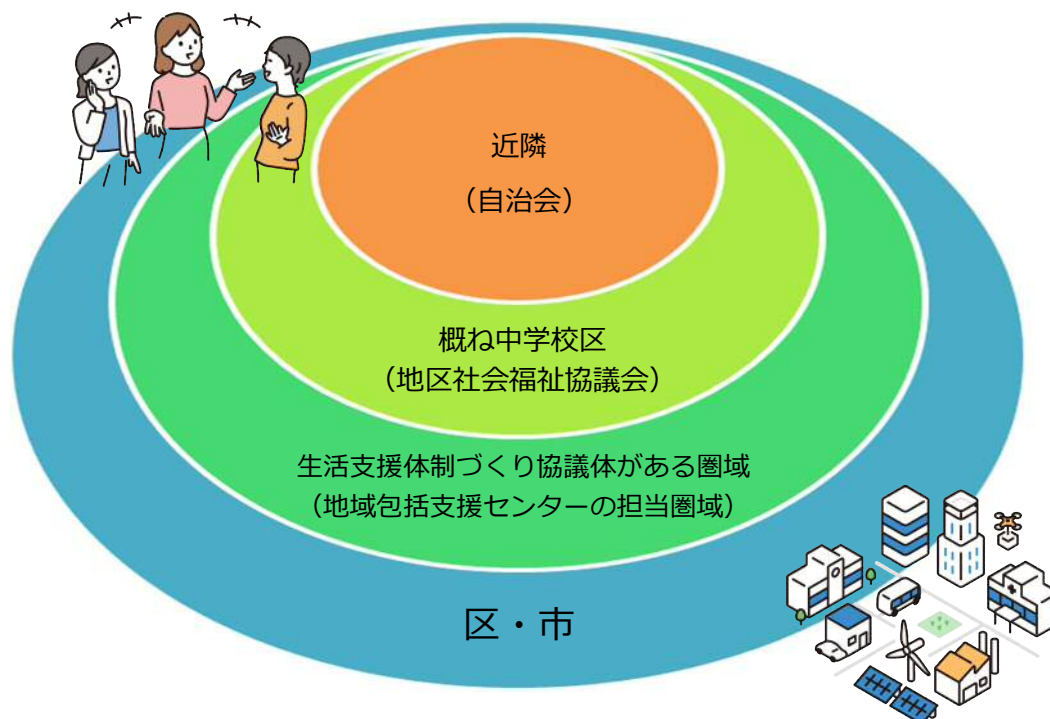 近隣
（自治会）
概ね中学校区
（地区社会福祉協議会）
生活支援体制づくり協議体がある圏域
（地域包括支援センターの担当圏域）
区・市